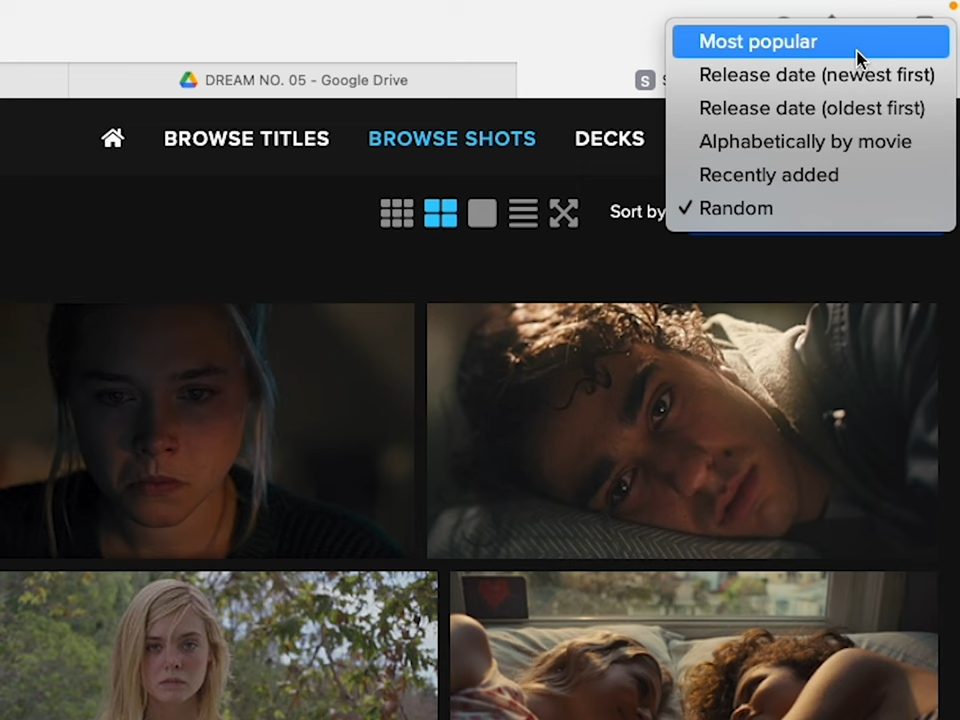 Most popular
Release date (newest first)
Release date (oldest first)
Alphabetically by movie
Recently added
✓ Random
DREAM NO. 05 - Google Drive
S
BROWSE TITLES
BROWSE SHOTS
DECKS
Sort by